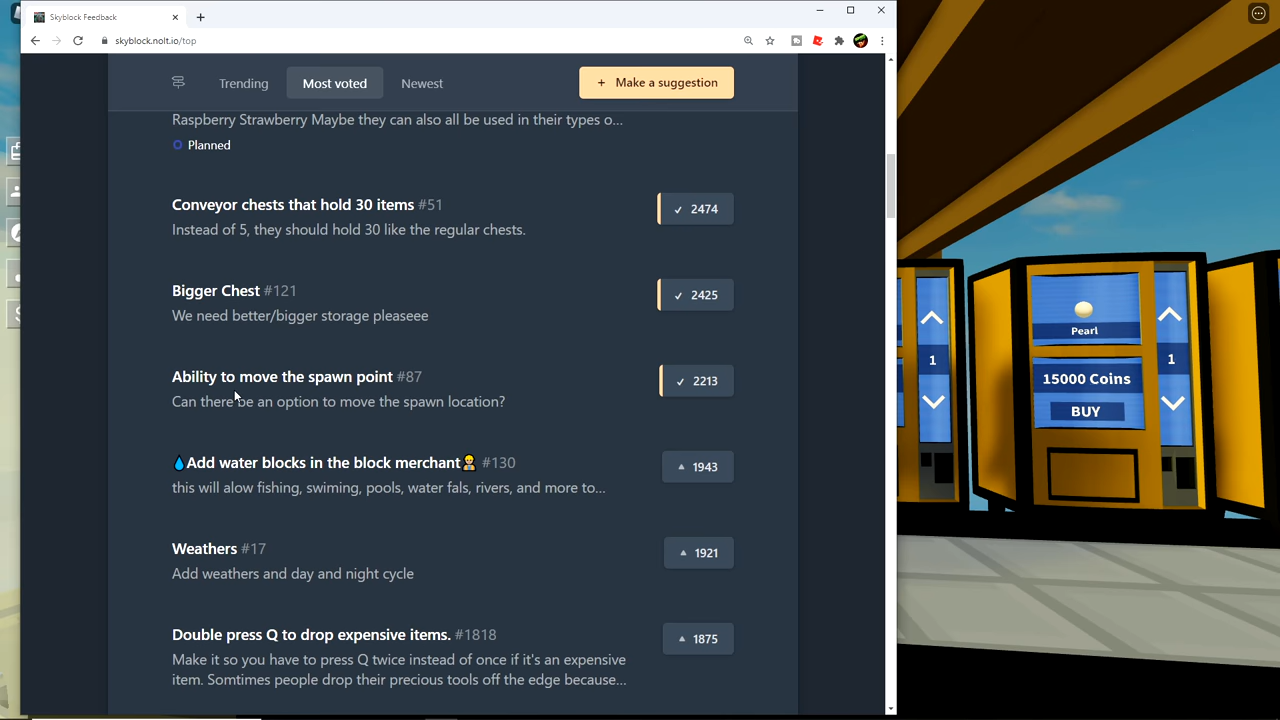 Skyblock Feedback
skyblock.nolt.io/top
Trending
Most voted
Newest
+ Make a suggestion
Raspberry Strawberry Maybe they can also all be used in their types o...
Planned
Conveyor chests that hold 30 items #51
2474
Instead of 5, they should hold 30 like the regular chests.
Bigger Chest #121
2425
We need better/bigger storage pleaseee
Ability to move the spawn point #87
2213
Can there be an option to move the spawn location?
💧Add water blocks in the block merchant👷 #130
1943
this will alow fishing, swiming, pools, water fals, rivers, and more to...
Weathers #17
1921
Add weathers and day and night cycle
Double press Q to drop expensive items. #1818
1875
Make it so you have to press Q twice instead of once if it's an expensive
item. Somtimes people drop their precious tools off the edge because...
1
Pearl
15000 Coins
BUY
1